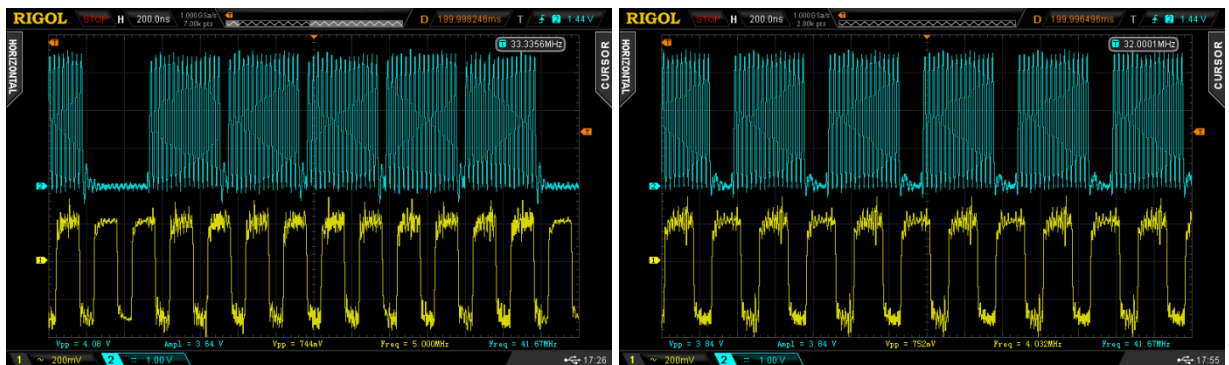 RIGOL STOP H 200.0ns 1.000GSa/s 7.00k pts D 199.998246ms T 2 1.44 V
HORIZONTAL
CURSOR
33.3356MHz
T
T
2
1
Vpp = 4.08 V Ampl = 3.64 V Vpp = 744mV Freq = 5.000MHz Freq = 41.67MHz
1 ~ 200mV 2 = 1.00 V 17:26
RIGOL STOP H 200.0ns 1.000GSa/s 2.80k pts D 199.996496ms T 2 1.44 V
HORIZONTAL
CURSOR
32.0001MHz
T
T
2
1
Vpp = 3.84 V Ampl = 3.84 V Vpp = 752mV Freq = 4.032MHz Freq = 41.67MHz
1 ~ 200mV 2 = 1.00 V 17:55